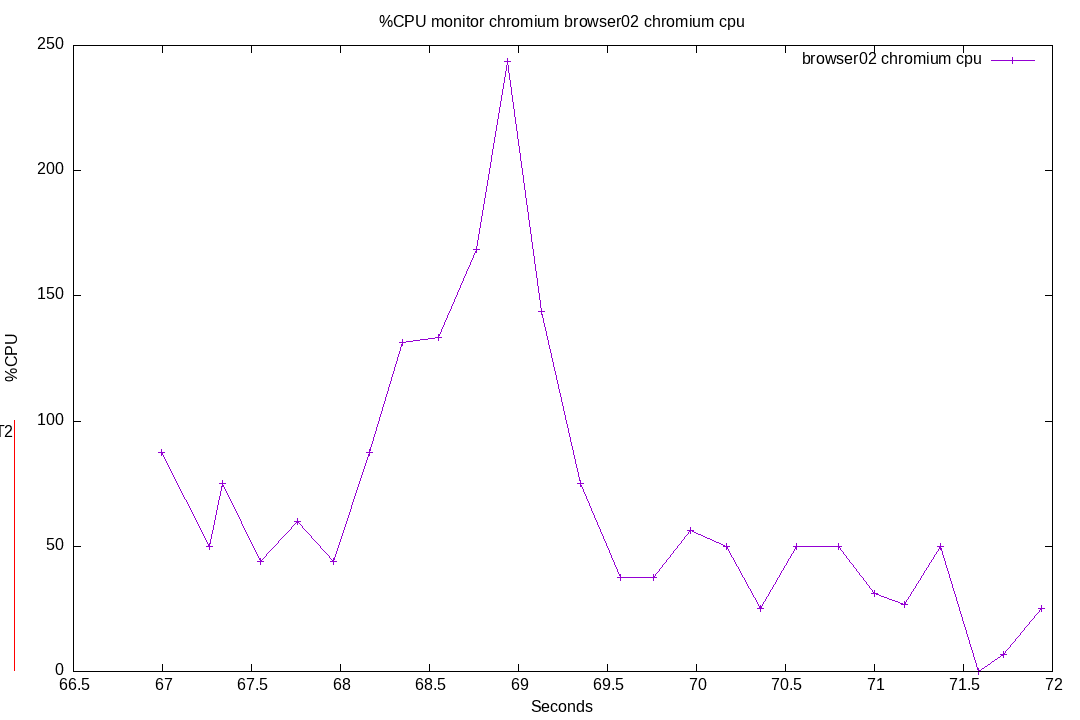 %CPU monitor chromium browser02 chromium cpu
browser02 chromium cpu
250
200
150
100
50
0
%CPU
T2
66.5 67 67.5 68 68.5 69 69.5 70 70.5 71 71.5 72
Seconds